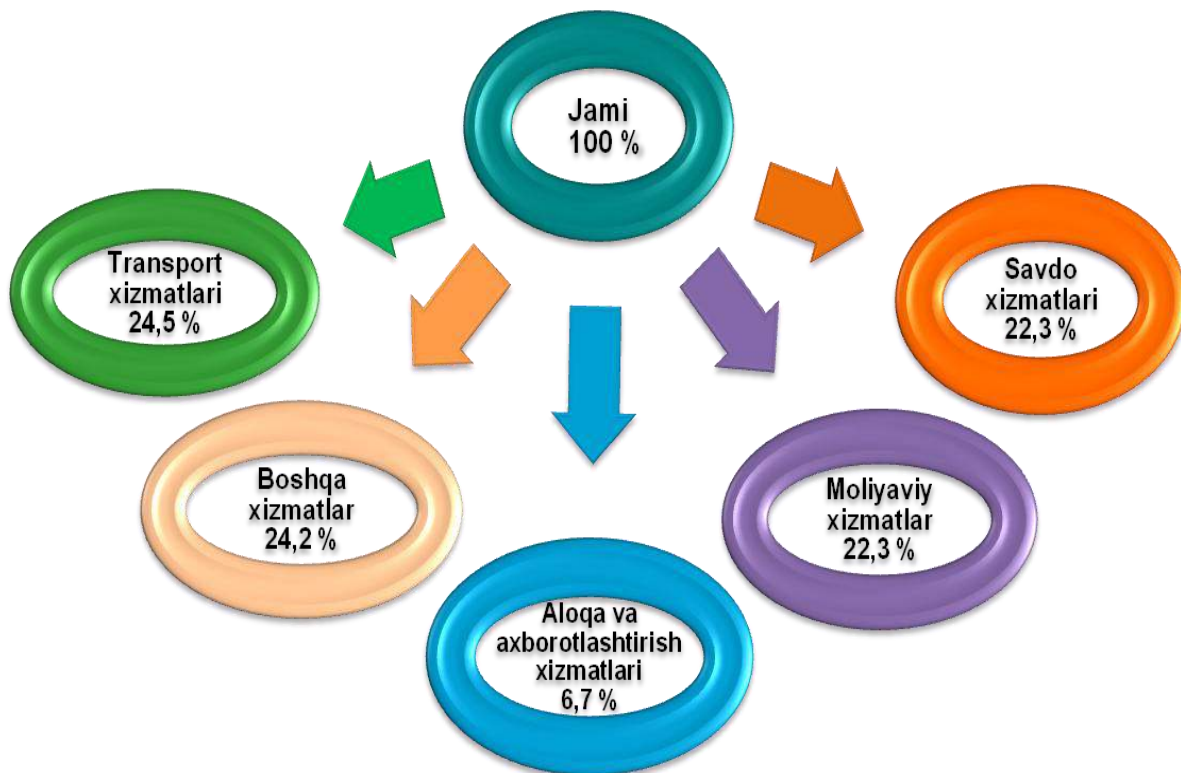 Jami
100 %
Transport
xizmatlari
24,5 %
Savdo
xizmatlari
22,3 %
Boshqa
xizmatlar
24,2 %
Moliyaviy
xizmatlar
22,3 %
Aloqa va
axborotlashtirish
xizmatlari
6,7 %